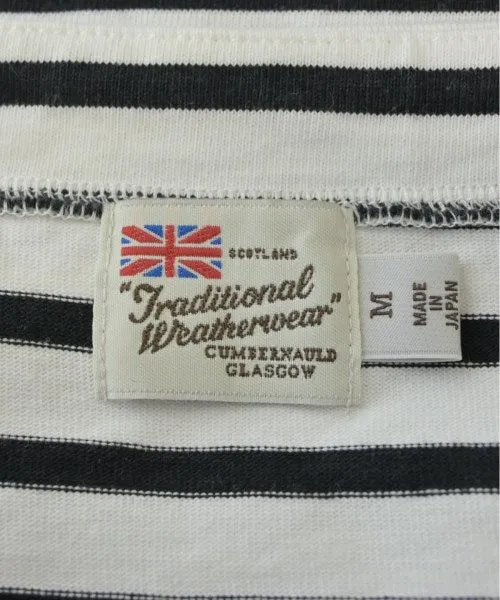 SCOTLAND
"Traditional
Weatherwear"
CUMBERNAULD
GLASGOW
M
MADE
IN
JAPAN